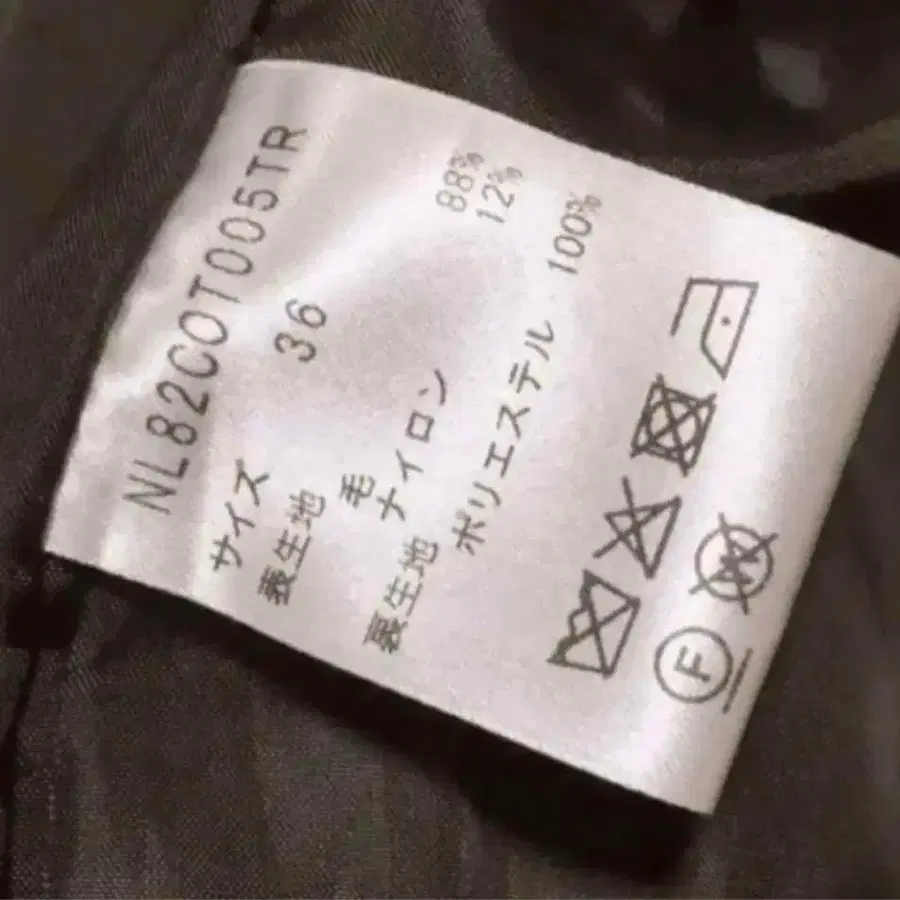 NL82COT005TR
サイズ 36
表生地
毛 88%
ナイロン 12%
裏生地
ポリエステル 100%
F
W